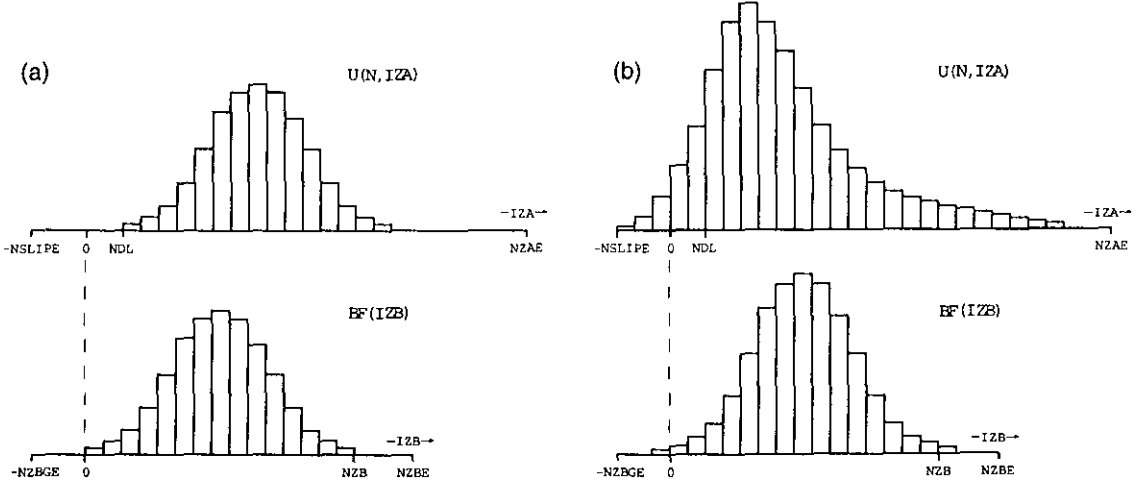 (a)
U(N,IZA)
—IZA→
-NSLIPE 0 NDL NZAE
BF(IZB)
—IZB→
-NZBGE 0 NZB NZBE
(b)
U(N,IZA)
—IZA→
-NSLIPE 0 NDL NZAE
BF(IZB)
—IZB→
-NZBGE 0 NZB NZBE